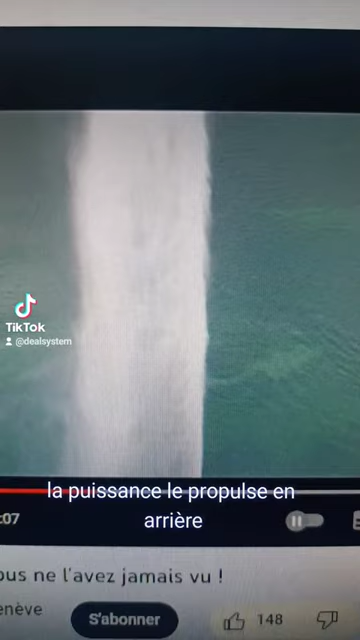 TikTok
@dealsystem
la puissance le propulse en
arrière
:07
ous ne l'avez jamais vu !
enève
S'abonner
148